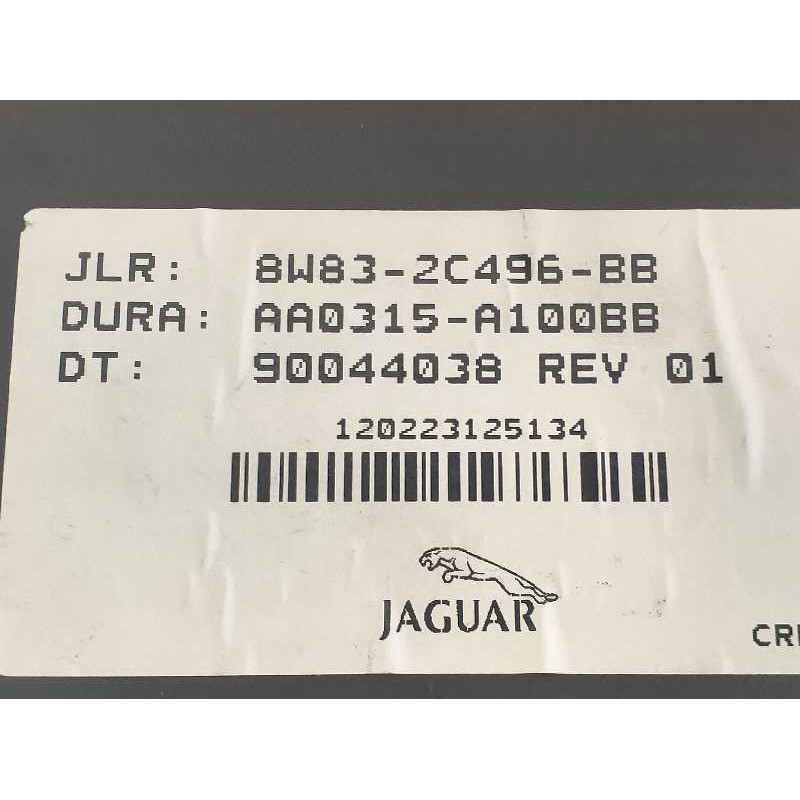 JLR: 8W83-2C496-BB
DURA: AA0315-A100BB
DT: 90044038 REV 01
120223125134
JAGUAR